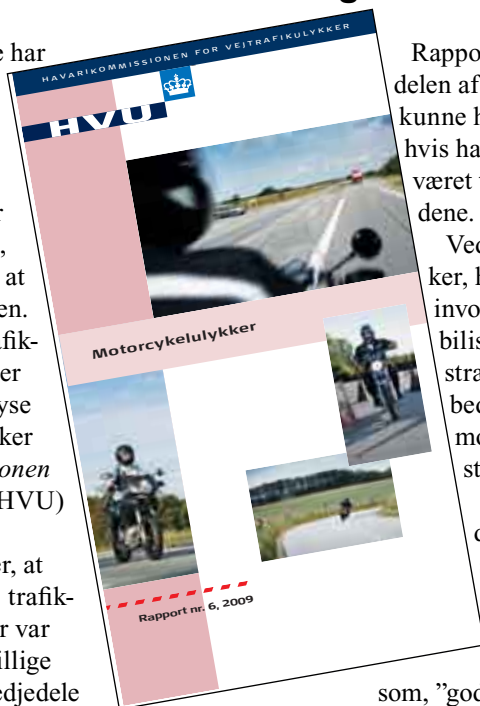 e har
r
,
at
en.
afik-
er
yse
ker
onen
HVU)
er, at
trafik-
r var
illige
edjedele
HAVARIKOMMISSIONEN FOR VEJTRAFIKULYKKER
HVU
Motorcykelulykker
Rapport nr. 6, 2009
Rappo
delen af
kunne h
hvis ha
været v
dene.
Ved
ker, h
invo
bilis
stra
bed
mo
st
d
som, ”god